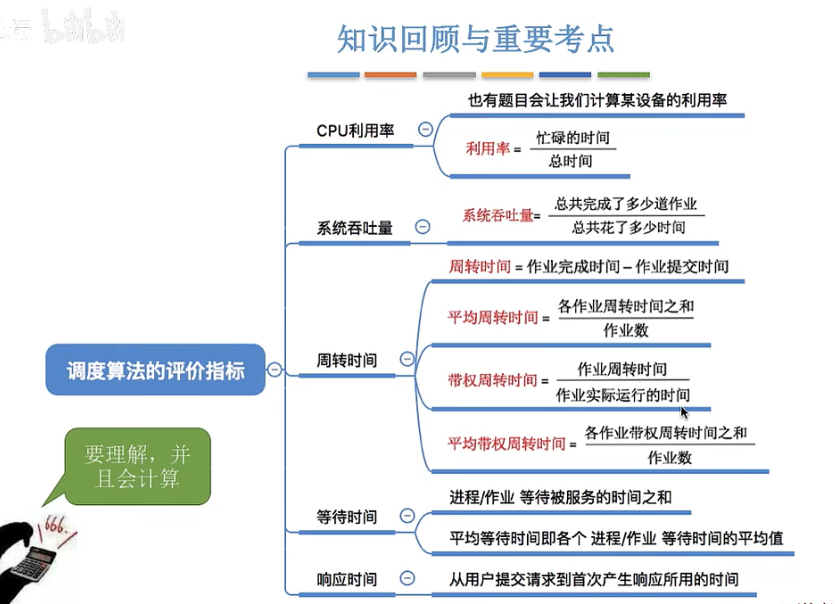 知识回顾与重要考点
CPU利用率
也有题目会让我们计算某设备的利用率
利用率 = 忙碌的时间
总时间
系统吞吐量
系统吞吐量= 总共完成了多少道作业
总共花了多少时间
周转时间
周转时间 = 作业完成时间 – 作业提交时间
平均周转时间 = 各作业周转时间之和
作业数
带权周转时间 = 作业周转时间
作业实际运行的时间
平均带权周转时间 = 各作业带权周转时间之和
作业数
调度算法的评价指标
要理解，并
且会计算
666.
等待时间
进程/作业 等待被服务的时间之和
平均等待时间即各个 进程/作业 等待时间的平均值
响应时间
从用户提交请求到首次产生响应所用的时间